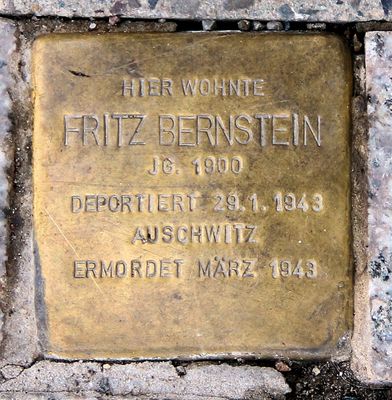 HIER WOHNTE
FRITZ BERNSTEIN
JG. 1900
DEPORTIERT 29.1.1943
AUSCHWITZ
ERMORDET MÄRZ 1943